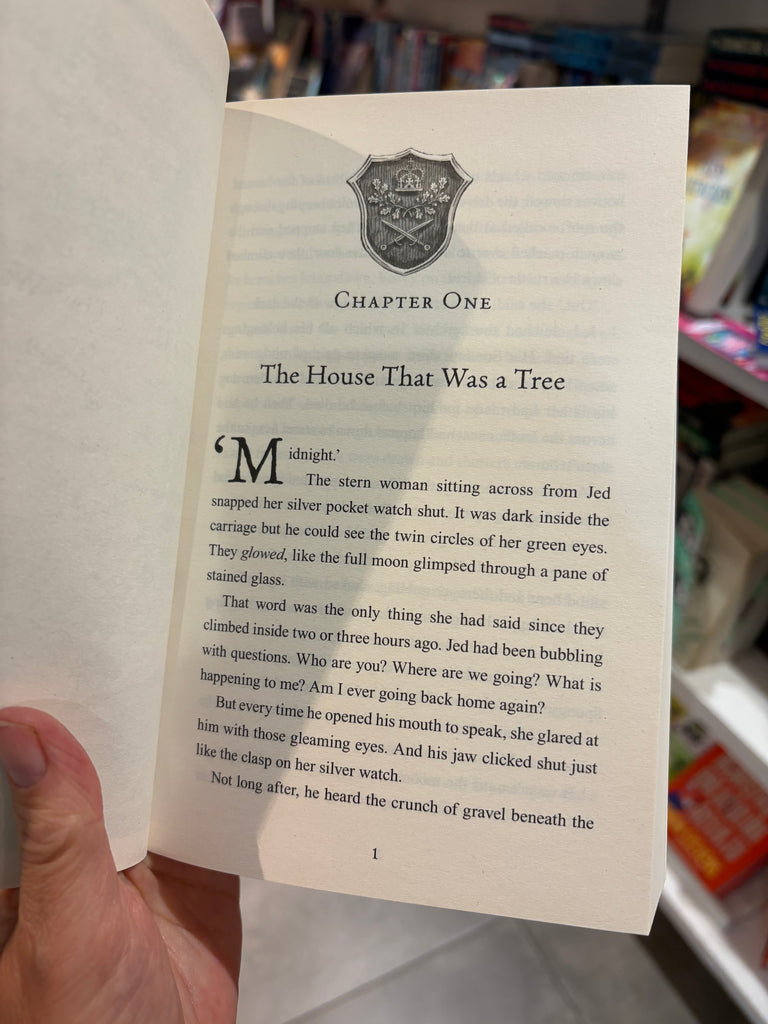 CHAPTER ONE
The House That Was a Tree
‘Midnight.’
The stern woman sitting across from Jed
snapped her silver pocket watch shut. It was dark inside the
carriage but he could see the twin circles of her green eyes.
They glowed, like the full moon glimpsed through a pane of
stained glass.
That word was the only thing she had said since they
climbed inside two or three hours ago. Jed had been bubbling
with questions. Who are you? Where are we going? What is
happening to me? Am I ever going back home again?
But every time he opened his mouth to speak, she glared at
him with those gleaming eyes. And his jaw clicked shut just
like the clasp on her silver watch.
Not long after, he heard the crunch of gravel beneath the
1